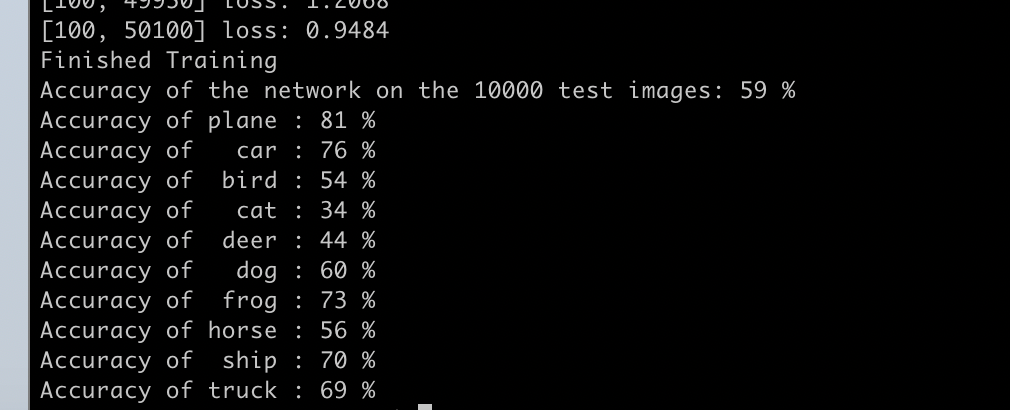 [100, 49950] loss: 1.2068
[100, 50100] loss: 0.9484
Finished Training
Accuracy of the network on the 10000 test images: 59 %
Accuracy of plane : 81 %
Accuracy of   car : 76 %
Accuracy of  bird : 54 %
Accuracy of   cat : 34 %
Accuracy of  deer : 44 %
Accuracy of   dog : 60 %
Accuracy of  frog : 73 %
Accuracy of horse : 56 %
Accuracy of  ship : 70 %
Accuracy of truck : 69 %